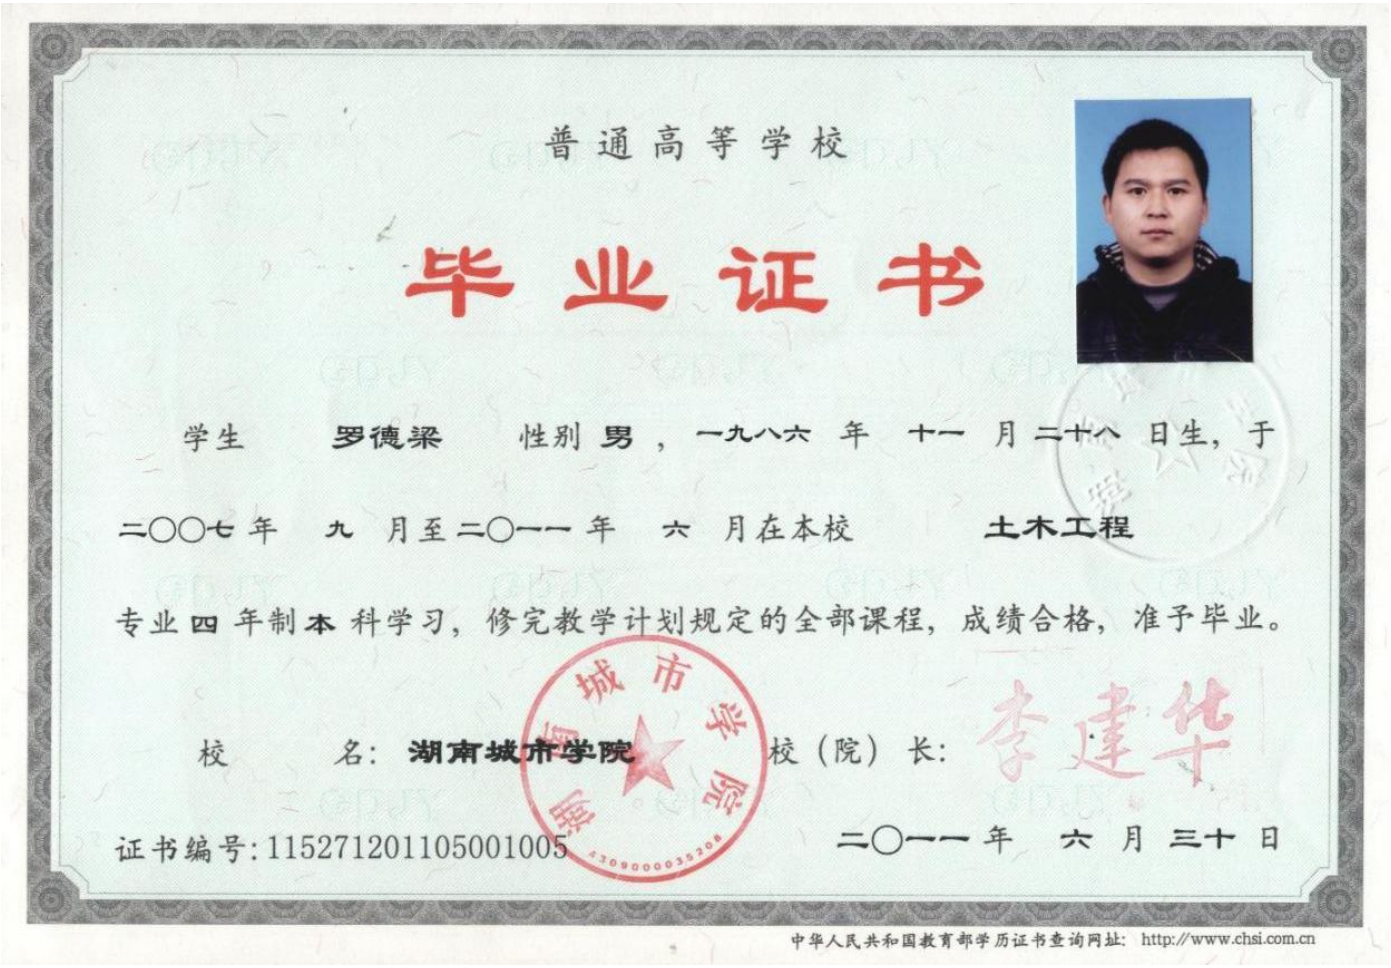 普通高等学校
毕业证书
学生 罗德梁 性别 男 ，一九八六 年 十一 月 二十八 日生，于
二〇〇七 年 九 月至 二〇一一 年 六 月在本校 土木工程
专业 四 年制 本 科学习，修完教学计划规定的全部课程，成绩合格，准予毕业。
湖南城市学院
校 名：湖南城市学院 校（院）长：李建华
证书编号：115271201105001005 二〇一一 年 六 月 三十 日
4309000035208
中华人民共和国教育部学历证书查询网址：http://www.chsi.com.cn